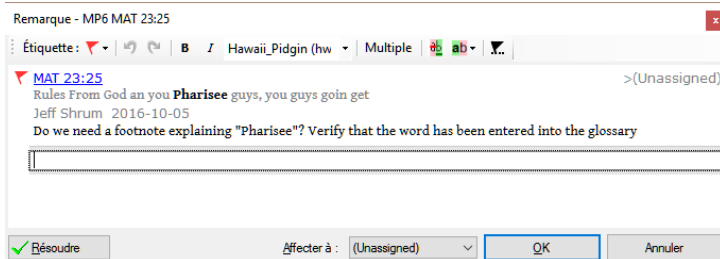 Remarque - MP6 MAT 23:25
x
Étiquette : B I Hawaii_Pidgin (hw Multiple ab ab
MAT 23:25 >(Unassigned)
Rules From God an you Pharisee guys, you guys goin get
Jeff Shrum 2016-10-05
Do we need a footnote explaining "Pharisee"? Verify that the word has been entered into the glossary
Résoudre Affecter à : (Unassigned) OK Annuler